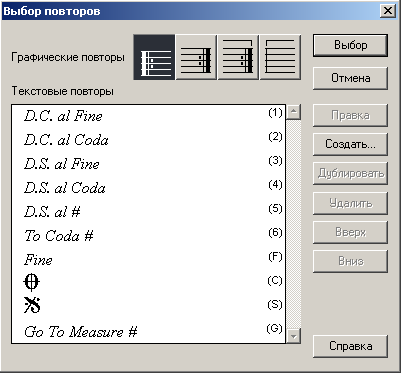 Выбор повторов
Графические повторы
Выбор
Отмена
Текстовые повторы
D.C. al Fine (1)
D.C. al Coda (2)
D.S. al Fine (3)
D.S. al Coda (4)
D.S. al # (5)
To Coda # (6)
Fine (F)
(C)
(S)
Go To Measure # (G)
Правка
Создать...
Дублировать
Удалить
Вверх
Вниз
Справка